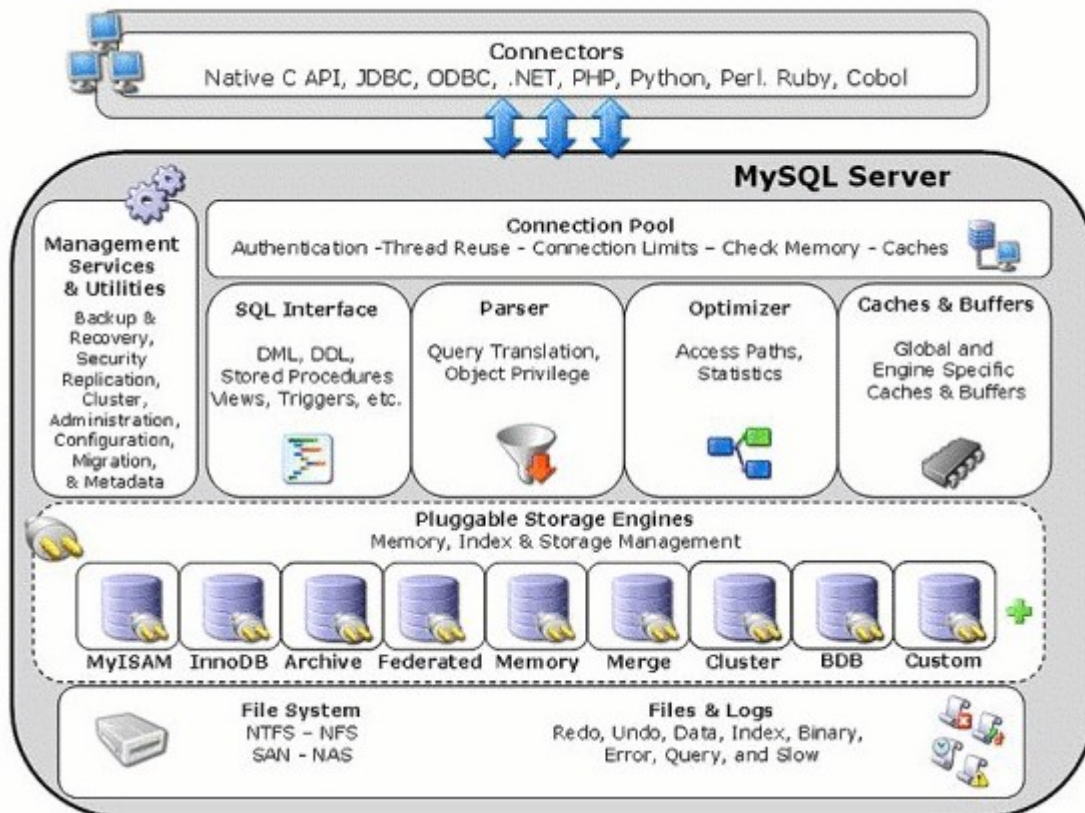 Connectors
Native C API, JDBC, ODBC, .NET, PHP, Python, Perl. Ruby, Cobol
MySQL Server
Management
Services
& Utilities
Backup &
Recovery,
Security
Replication,
Cluster,
Administration,
Configuration,
Migration,
& Metadata
Connection Pool
Authentication -Thread Reuse - Connection Limits – Check Memory - Caches
SQL Interface
DML, DDL,
Stored Procedures
Views, Triggers, etc.
Parser
Query Translation,
Object Privilege
Optimizer
Access Paths,
Statistics
Caches & Buffers
Global and
Engine Specific
Caches & Buffers
Pluggable Storage Engines
Memory, Index & Storage Management
MyISAM
InnoDB
Archive
Federated
Memory
Merge
Cluster
BDB
Custom
File System
NTFS – NFS
SAN - NAS
Files & Logs
Redo, Undo, Data, Index, Binary,
Error, Query, and Slow